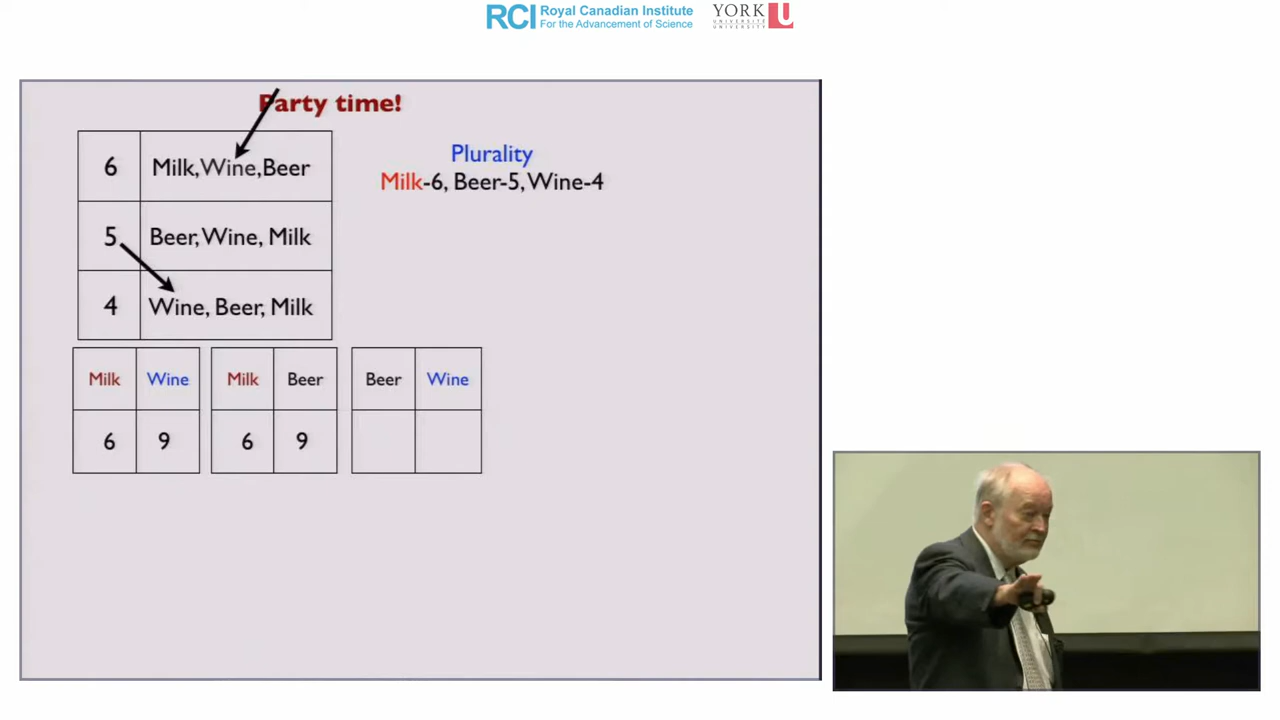 RCI Royal Canadian Institute
For the Advancement of Science
YORK U
UNIVERSITÉ
UNIVERSITY
Party time!
6 Milk, Wine, Beer
5 Beer, Wine, Milk
4 Wine, Beer, Milk
Plurality
Milk-6, Beer-5, Wine-4
Milk Wine Milk Beer Beer Wine
6 9 6 9